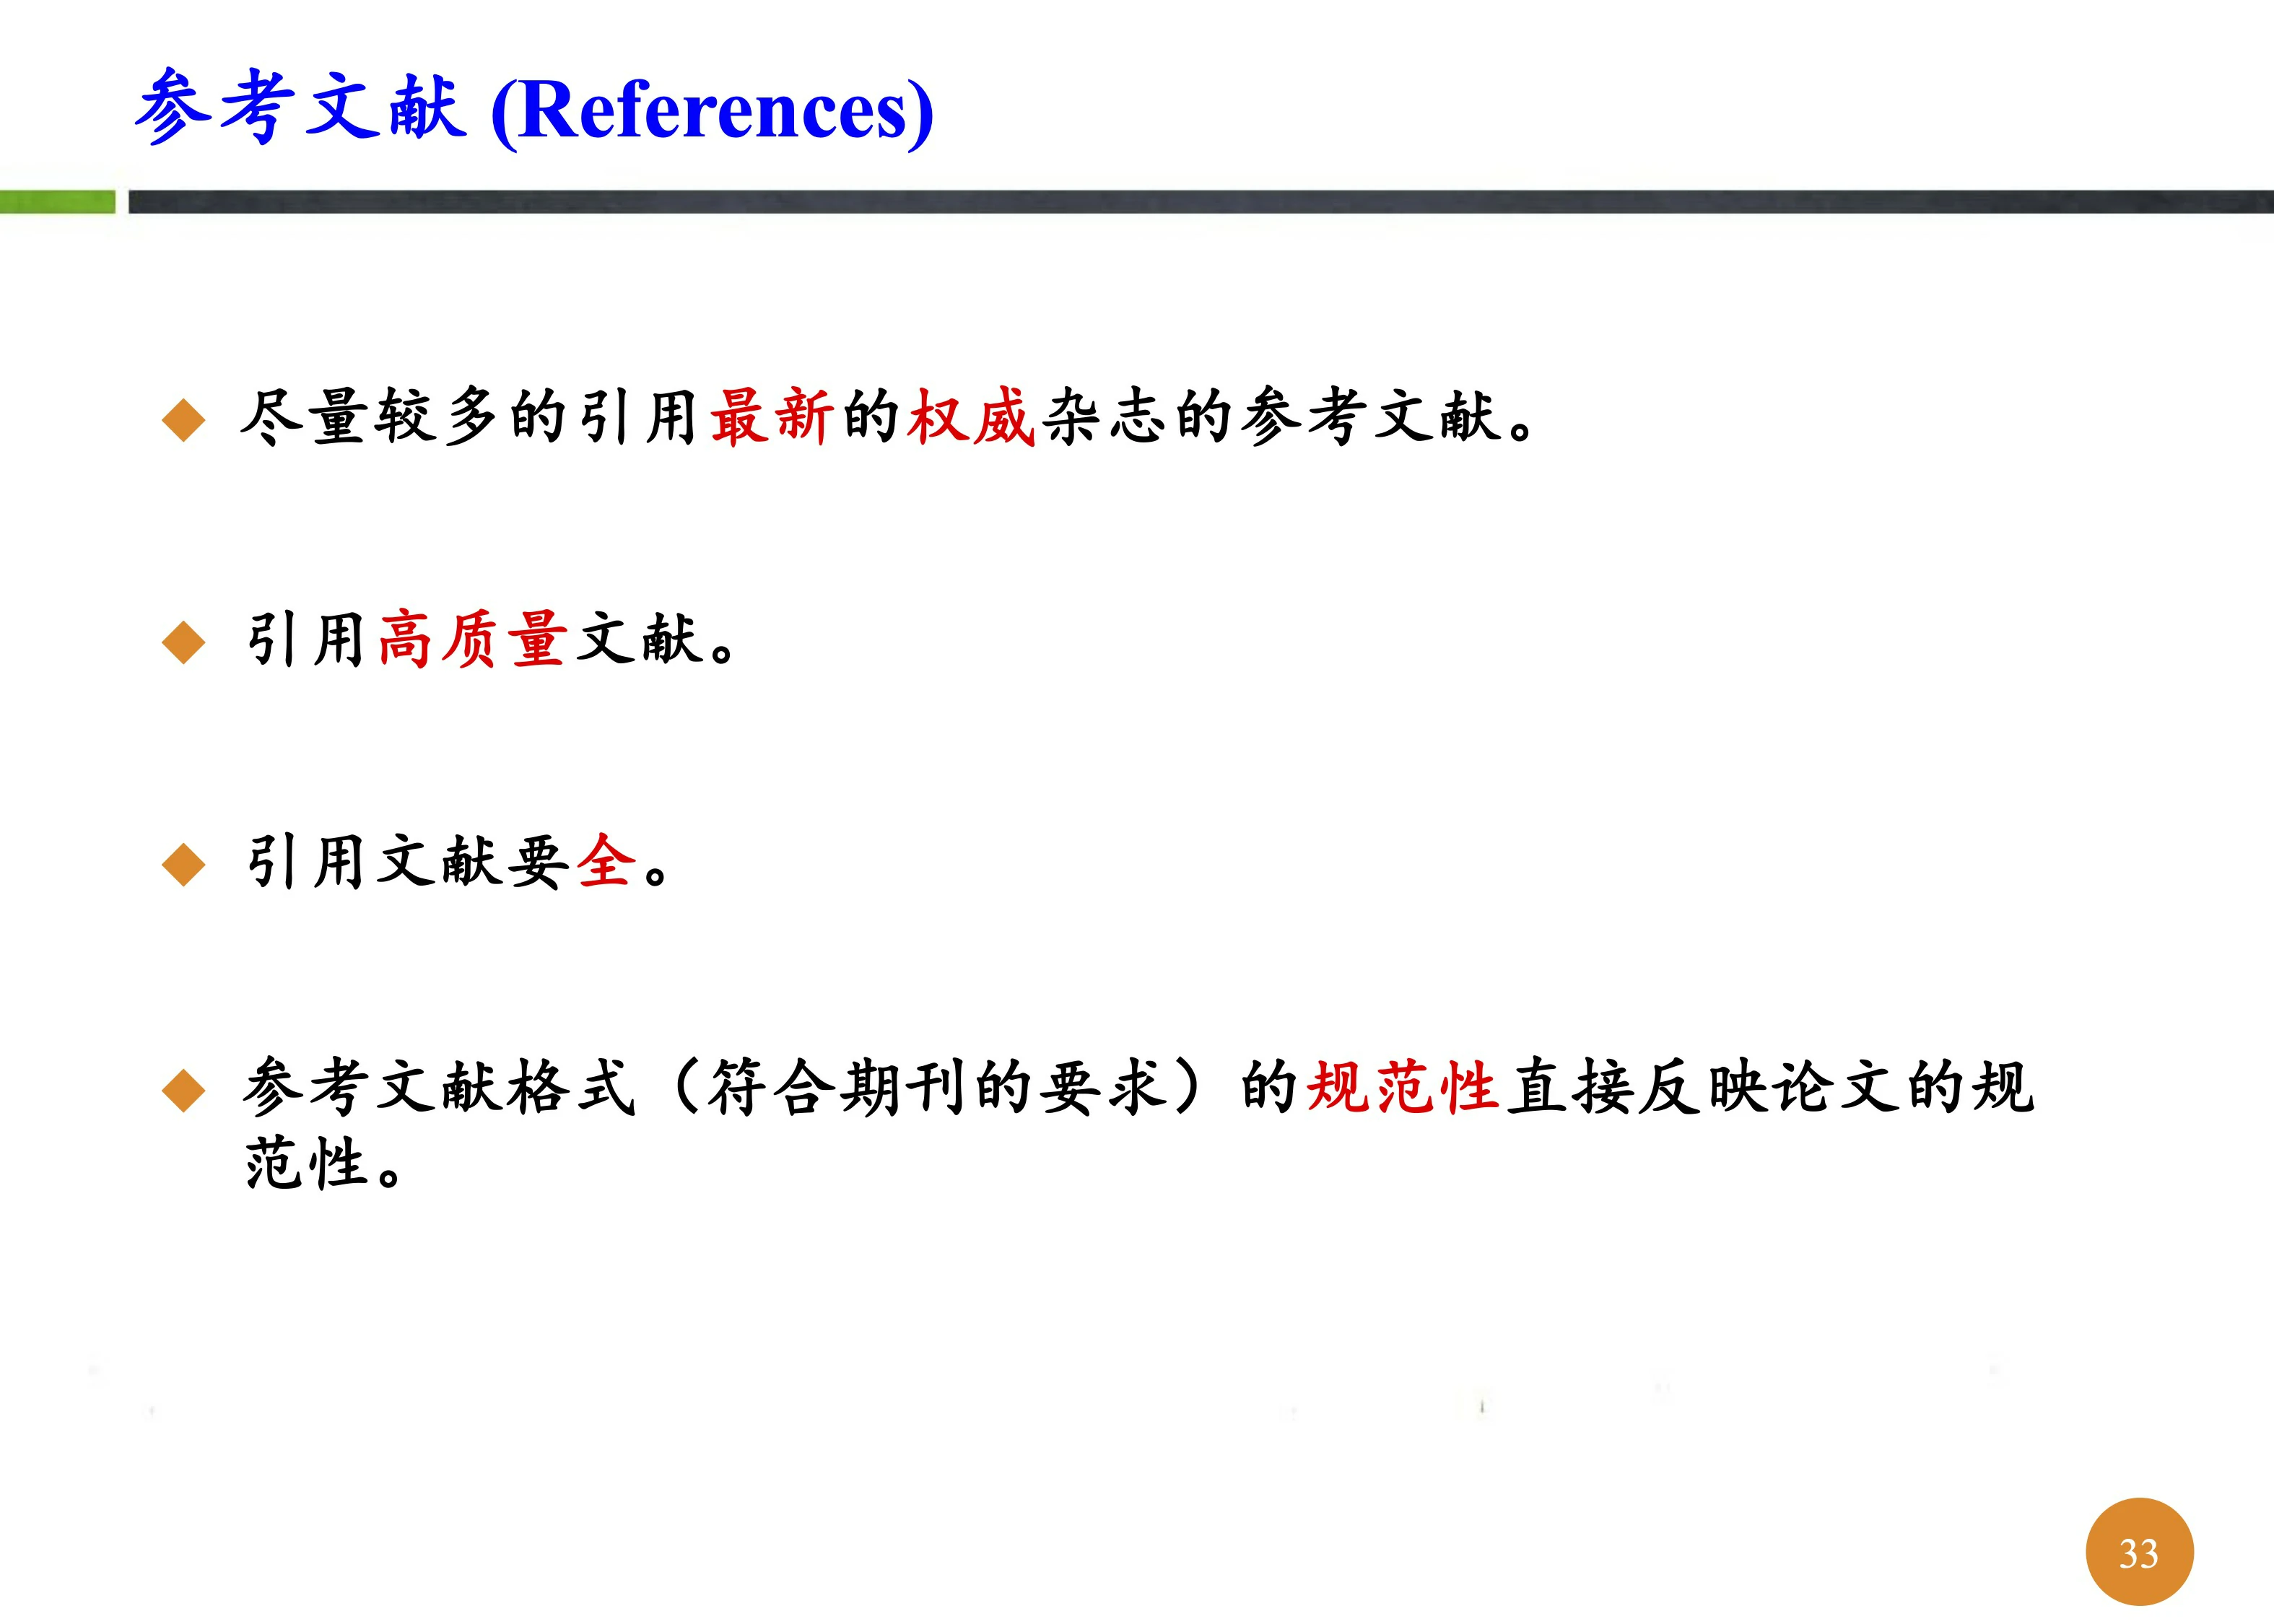 参考文献 (References)
尽量较多的引用最新的权威杂志的参考文献。
引用高质量文献。
引用文献要全。
参考文献格式（符合期刊的要求）的规范性直接反映论文的规
范性。
33